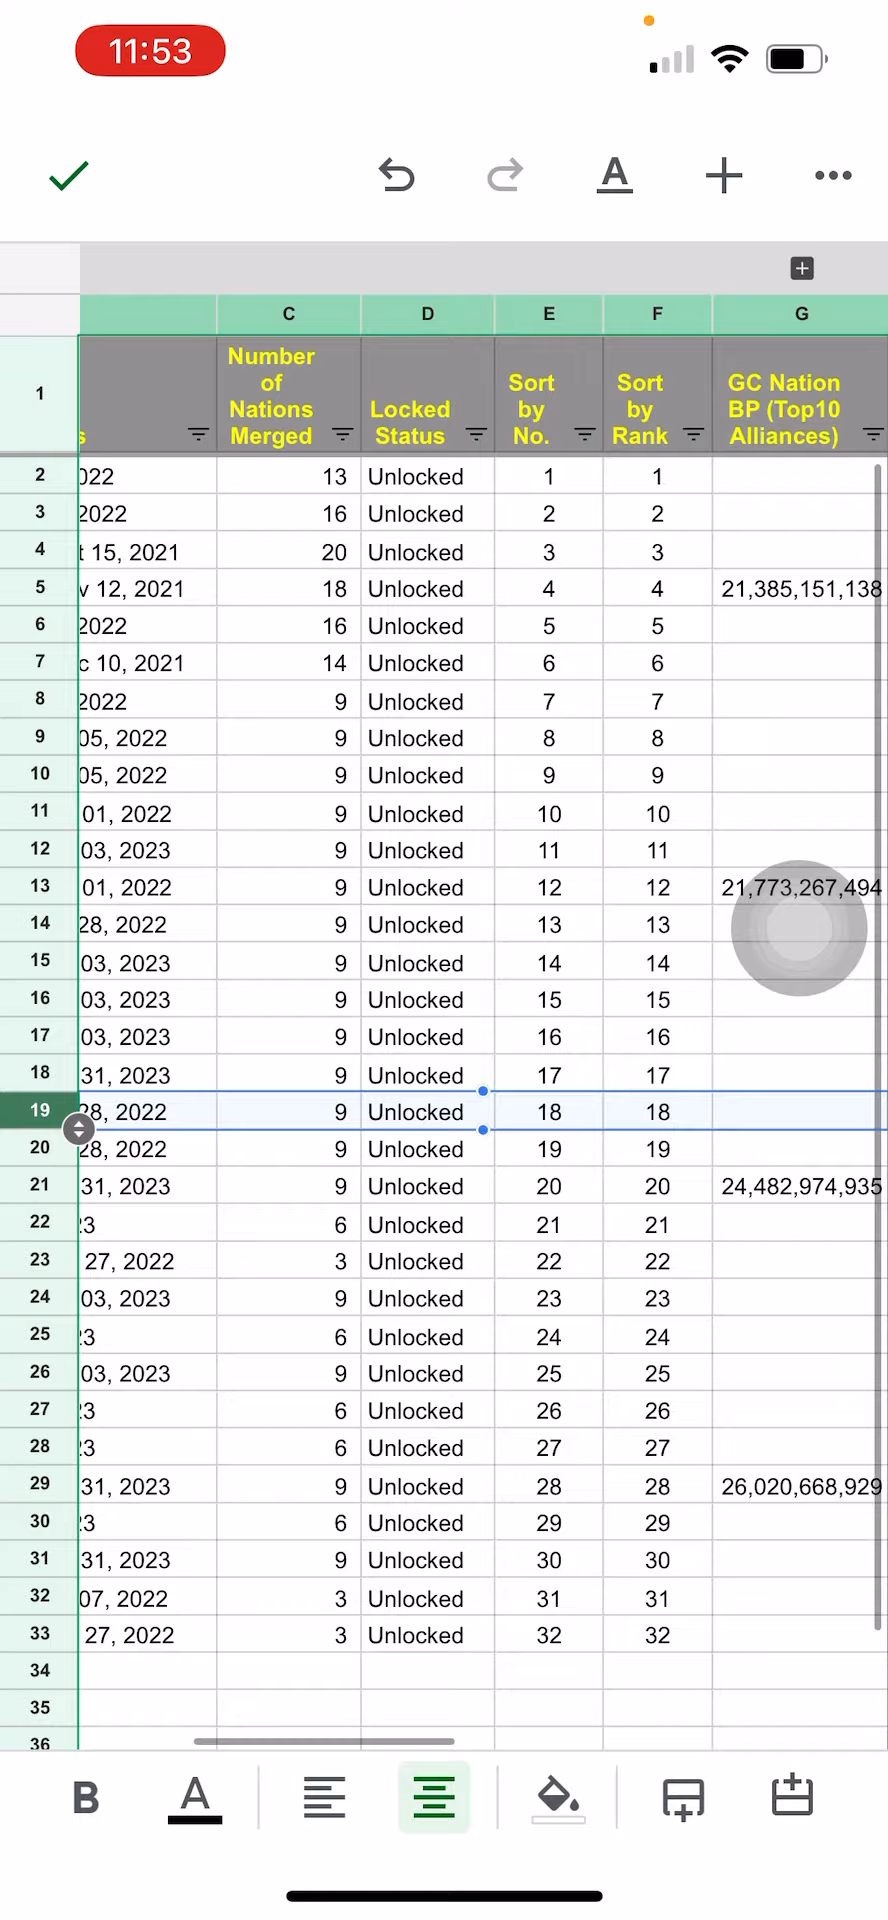 11:53
A
C D E F G
1 s Number of Nations Merged Locked Status Sort by No. Sort by Rank GC Nation BP (Top10 Alliances)
2 022 13 Unlocked 1 1
3 2022 16 Unlocked 2 2
4 t 15, 2021 20 Unlocked 3 3
5 v 12, 2021 18 Unlocked 4 4 21,385,151,138
6 2022 16 Unlocked 5 5
7 c 10, 2021 14 Unlocked 6 6
8 2022 9 Unlocked 7 7
9 05, 2022 9 Unlocked 8 8
10 05, 2022 9 Unlocked 9 9
11 01, 2022 9 Unlocked 10 10
12 03, 2023 9 Unlocked 11 11
13 01, 2022 9 Unlocked 12 12 21,773,267,494
14 28, 2022 9 Unlocked 13 13
15 03, 2023 9 Unlocked 14 14
16 03, 2023 9 Unlocked 15 15
17 03, 2023 9 Unlocked 16 16
18 31, 2023 9 Unlocked 17 17
19 28, 2022 9 Unlocked 18 18
20 28, 2022 9 Unlocked 19 19
21 31, 2023 9 Unlocked 20 20 24,482,974,935
22 23 6 Unlocked 21 21
23 27, 2022 3 Unlocked 22 22
24 03, 2023 9 Unlocked 23 23
25 23 6 Unlocked 24 24
26 03, 2023 9 Unlocked 25 25
27 23 6 Unlocked 26 26
28 23 6 Unlocked 27 27
29 31, 2023 9 Unlocked 28 28 26,020,668,929
30 23 6 Unlocked 29 29
31 31, 2023 9 Unlocked 30 30
32 07, 2022 3 Unlocked 31 31
33 27, 2022 3 Unlocked 32 32
34
35
36
B A